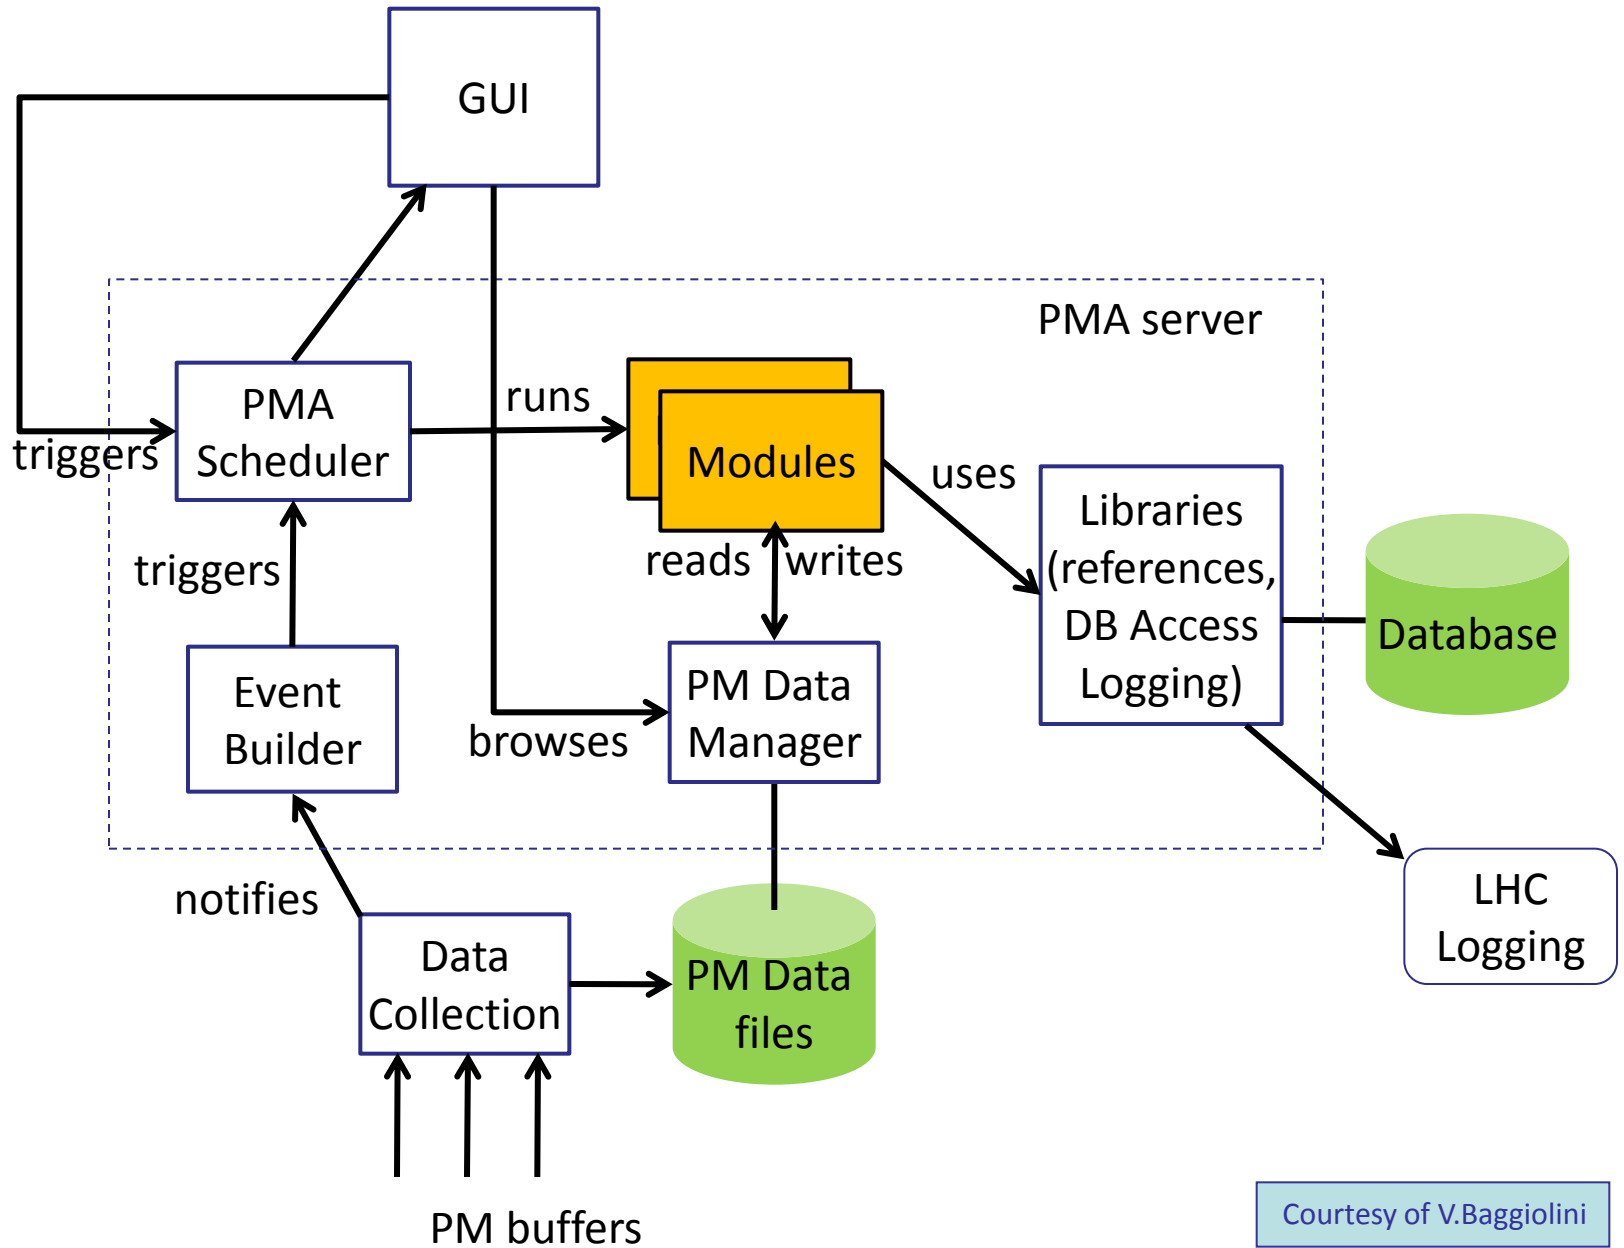 GUI
PMA server
PMA
Scheduler
triggers
runs
Modules
uses
Libraries
(references,
DB Access
Logging)
Database
triggers
reads
writes
Event
Builder
PM Data
Manager
browses
notifies
LHC
Logging
Data
Collection
PM Data
files
PM buffers
Courtesy of V.Baggiolini